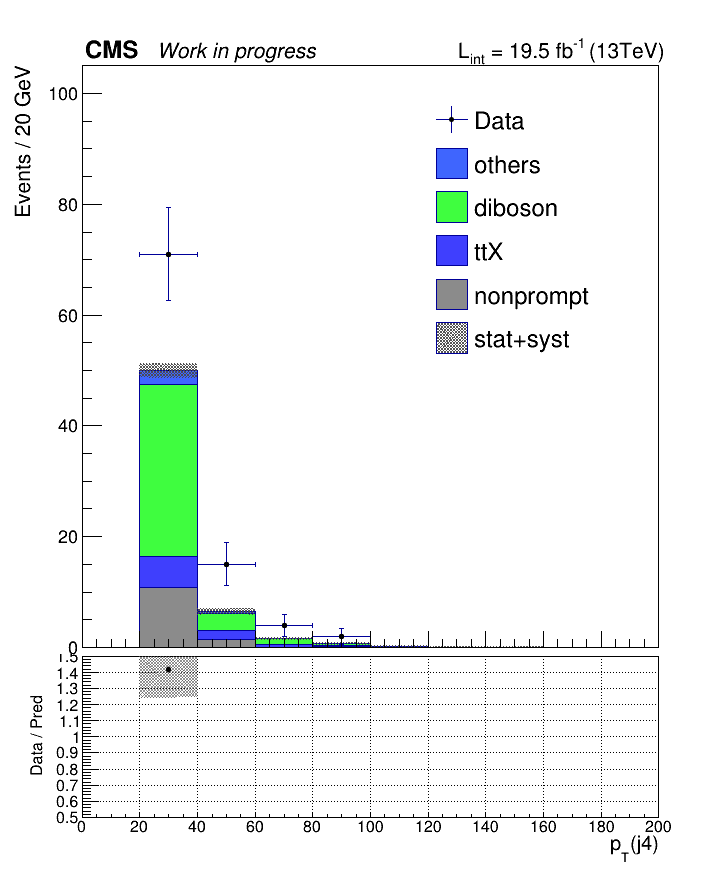 CMS Work in progress L_int = 19.5 fb^-1 (13TeV)
Events / 20 GeV
100
80
60
40
20
0
Data
others
diboson
ttX
nonprompt
stat+syst
Data / Pred
1.5
1.4
1.3
1.2
1.1
1
0.9
0.8
0.7
0.6
0.5
0 20 40 60 80 100 120 140 160 180 200
p_T(j4)